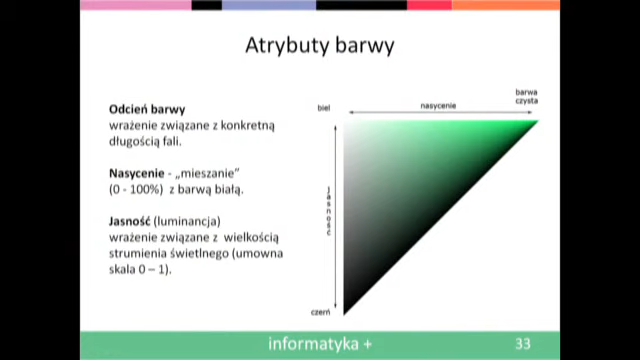 Atrybuty barwy
Odcień barwy
wrażenie związane z konkretną
długością fali.
Nasycenie - „mieszanie”
(0 - 100%) z barwą białą.
Jasność (luminancja)
wrażenie związane z wielkością
strumienia świetlnego (umowna
skala 0 – 1).
biel
nasycenie
barwa
czysta
jasność
czerń
informatyka +
33